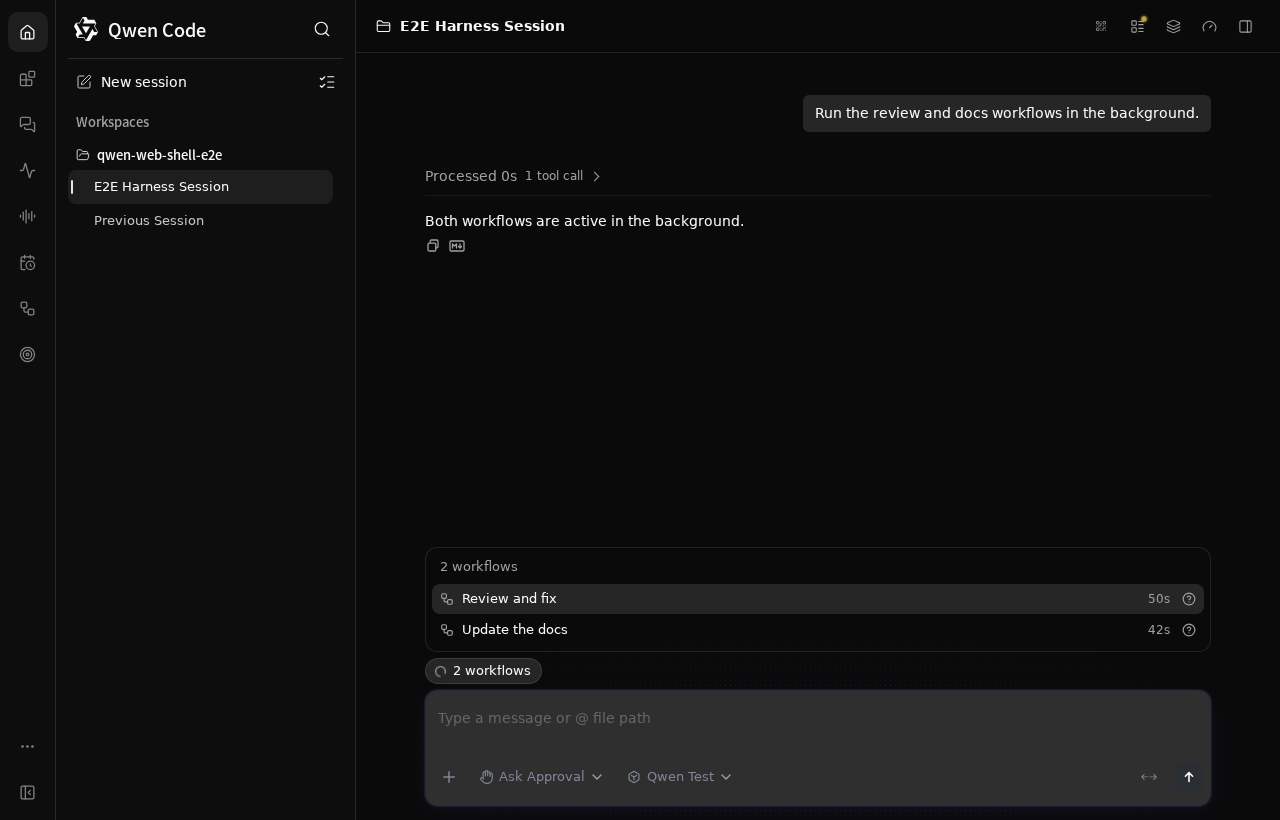 Qwen Code
New session
Workspaces
qwen-web-shell-e2e
E2E Harness Session
Previous Session
E2E Harness Session
Run the review and docs workflows in the background.
Processed 0s 1 tool call
Both workflows are active in the background.
M↓
2 workflows
Review and fix 50s
Update the docs 42s
2 workflows
Type a message or @ file path
Ask Approval
Qwen Test